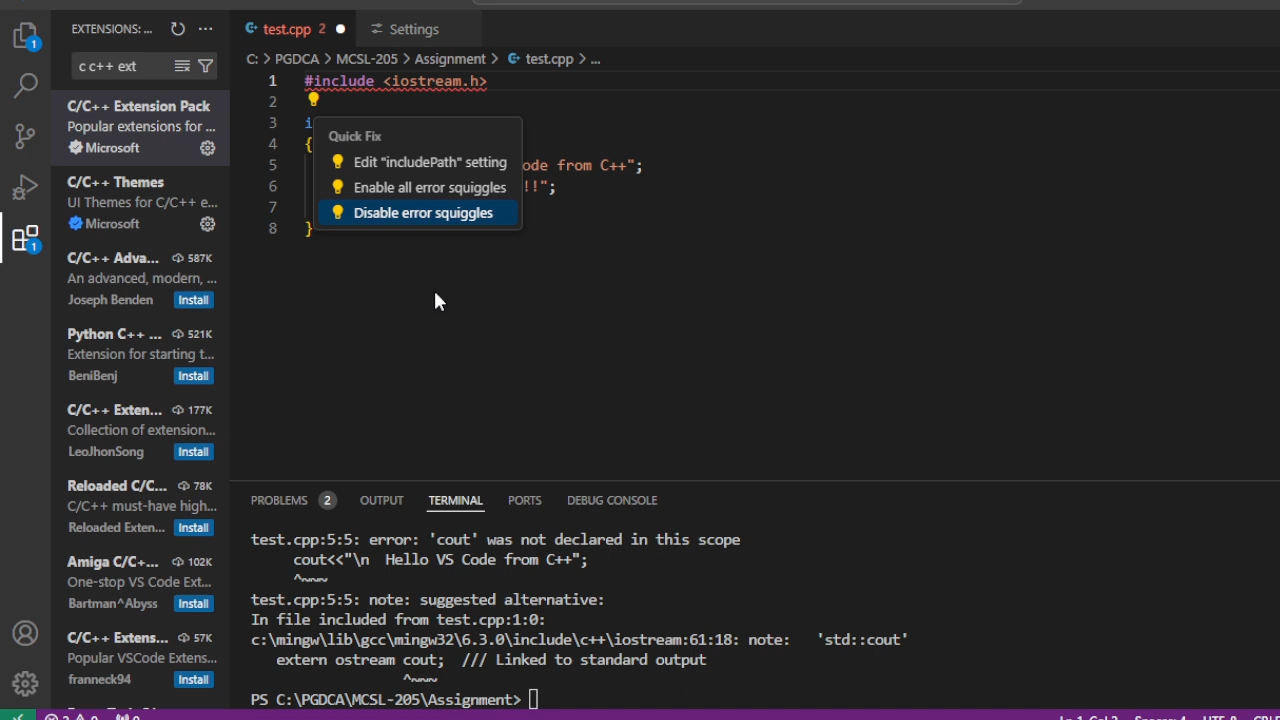 EXTENSIONS: ...
c c++ ext
C/C++ Extension Pack
Popular extensions for ...
Microsoft
C/C++ Themes
UI Themes for C/C++ e...
Microsoft
C/C++ Adva... 587K
An advanced, modern, ...
Joseph Benden Install
Python C++ ... 521K
Extension for starting t...
BeniBenj Install
C/C++ Exten... 177K
Collection of extension...
LeoJhonSong Install
Reloaded C/C... 78K
C/C++ must-have high...
Reloaded Exten... Install
Amiga C/C+... 102K
One-stop VS Code Ext...
Bartman^Abyss Install
C/C++ Extens... 57K
Popular VSCode Extens...
franneck94 Install
1
1
test.cpp 2 Settings
C: > PGDCA > MCSL-205 > Assignment > test.cpp > ...
1 #include <iostream.h>
2
3 i
4 {
5 ode from C++";
6 !!";
7
8 }
Quick Fix
Edit "includePath" setting
Enable all error squiggles
Disable error squiggles
PROBLEMS 2 OUTPUT TERMINAL PORTS DEBUG CONSOLE
test.cpp:5:5: error: 'cout' was not declared in this scope
cout<<"\n Hello VS Code from C++";
^~~~
test.cpp:5:5: note: suggested alternative:
In file included from test.cpp:1:0:
c:\mingw\lib\gcc\mingw32\6.3.0\include\c++\iostream:61:18: note: 'std::cout'
extern ostream cout; /// Linked to standard output
^~~~
PS C:\PGDCA\MCSL-205\Assignment>